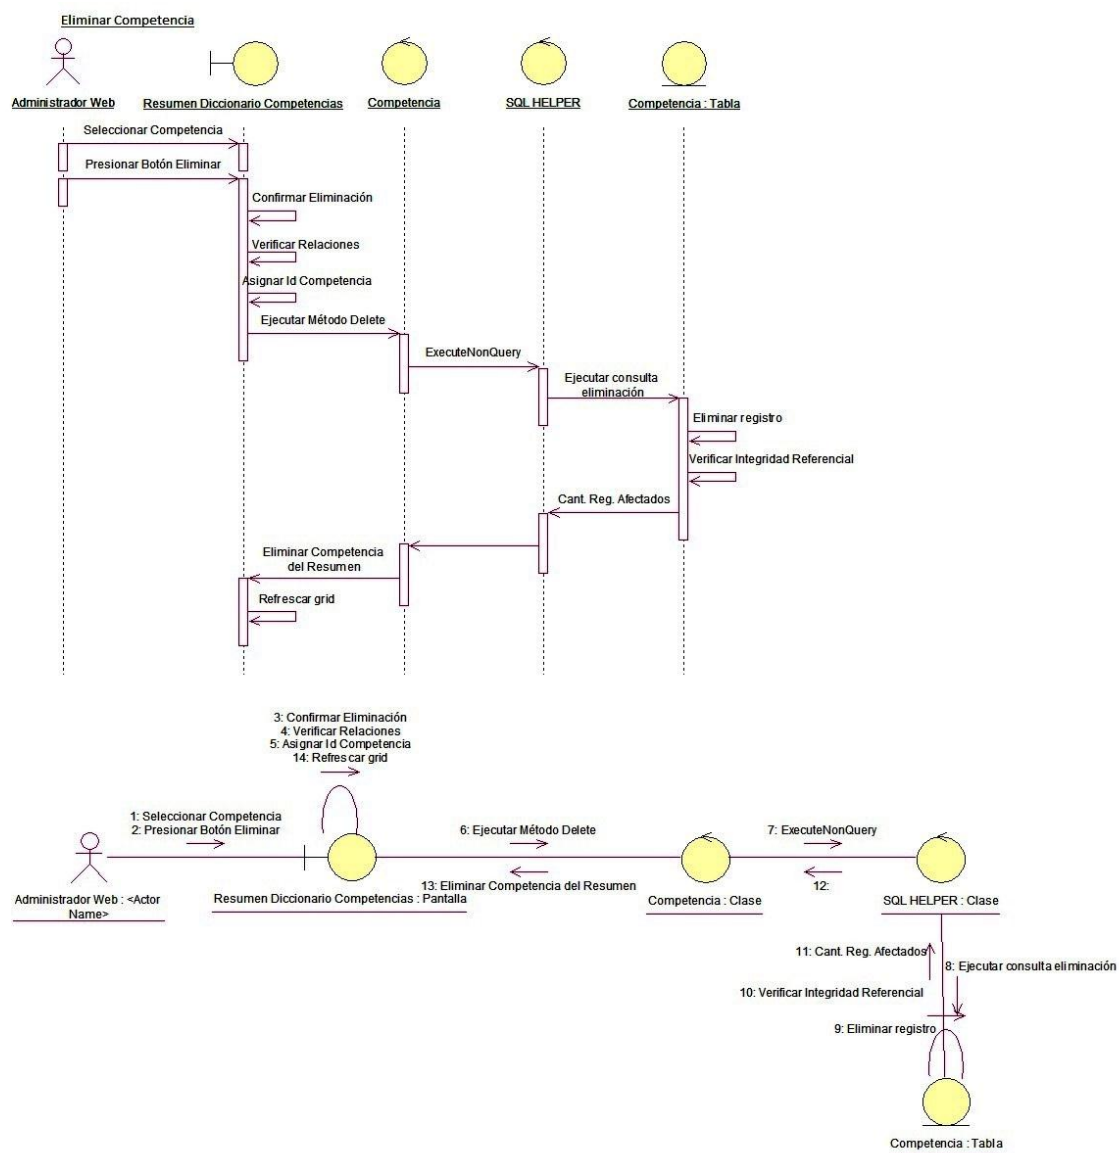 Eliminar Competencia
Administrador Web
Resumen Diccionario Competencias
Competencia
SQL HELPER
Competencia : Tabla
Seleccionar Competencia
Presionar Botón Eliminar
Confirmar Eliminación
Verificar Relaciones
Asignar Id Competencia
Ejecutar Método Delete
ExecuteNonQuery
Ejecutar consulta
eliminación
Eliminar registro
Verificar Integridad Referencial
Cant. Reg. Afectados
Eliminar Competencia
del Resumen
Refrescar grid
3: Confirmar Eliminación
4: Verificar Relaciones
5: Asignar Id Competencia
14: Refrescar grid
1: Seleccionar Competencia
2: Presionar Botón Eliminar
6: Ejecutar Método Delete
7: ExecuteNonQuery
13: Eliminar Competencia del Resumen
12:
Administrador Web : <Actor
Name>
Resumen Diccionario Competencias : Pantalla
Competencia : Clase
SQL HELPER : Clase
11: Cant. Reg. Afectados
8: Ejecutar consulta eliminación
10: Verificar Integridad Referencial
9: Eliminar registro
Competencia : Tabla